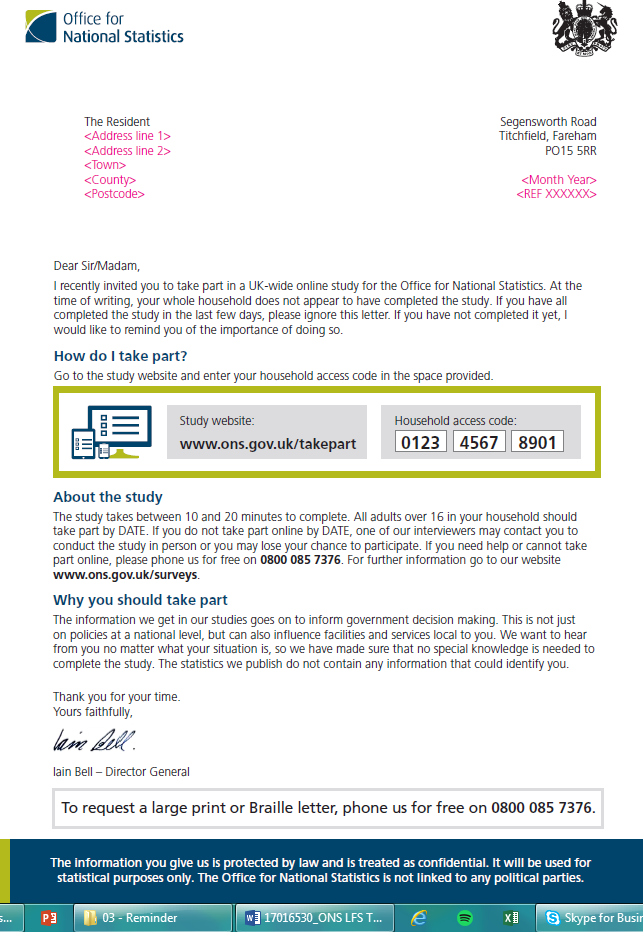 Office for
National Statistics
The Resident
<Address line 1>
<Address line 2>
<Town>
<County>
<Postcode>
Segensworth Road
Titchfield, Fareham
PO15 5RR
<Month Year>
<REF XXXXXX>
Dear Sir/Madam,
I recently invited you to take part in a UK-wide online study for the Office for National Statistics. At the
time of writing, your whole household does not appear to have completed the study. If you have all
completed the study in the last few days, please ignore this letter. If you have not completed it yet, I
would like to remind you of the importance of doing so.
How do I take part?
Go to the study website and enter your household access code in the space provided.
Study website:
www.ons.gov.uk/takepart
Household access code:
0123 4567 8901
About the study
The study takes between 10 and 20 minutes to complete. All adults over 16 in your household should
take part by DATE. If you do not take part online by DATE, one of our interviewers may contact you to
conduct the study in person or you may lose your chance to participate. If you need help or cannot take
part online, please phone us for free on 0800 085 7376. For further information go to our website
www.ons.gov.uk/surveys.
Why you should take part
The information we get in our studies goes on to inform government decision making. This is not just
on policies at a national level, but can also influence facilities and services local to you. We want to hear
from you no matter what your situation is, so we have made sure that no special knowledge is needed to
complete the study. The statistics we publish do not contain any information that could identify you.
Thank you for your time.
Yours faithfully,
Iain Bell.
Iain Bell – Director General
To request a large print or Braille letter, phone us for free on 0800 085 7376.
The information you give us is protected by law and is treated as confidential. It will be used for
statistical purposes only. The Office for National Statistics is not linked to any political parties.
s... 03 - Reminder 17016530_ONS LFS T... Skype for Busin